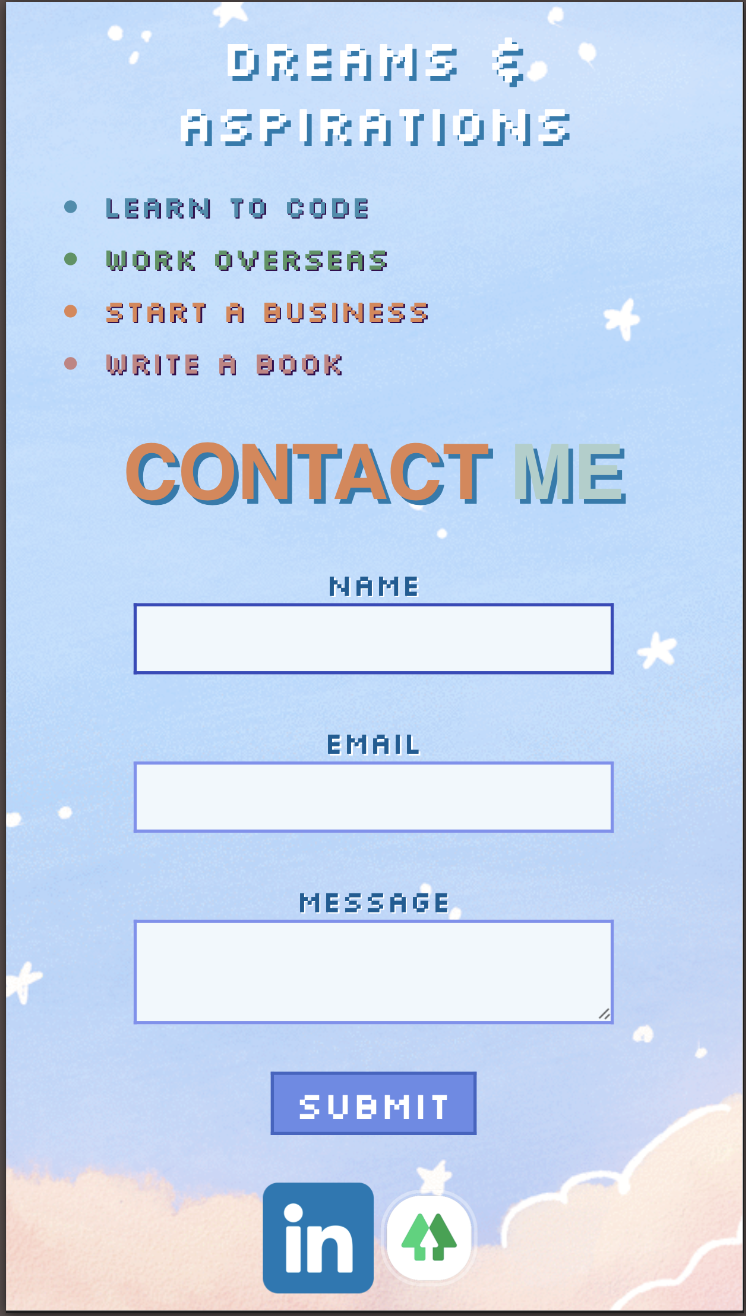 DREAMS &
ASPIRATIONS
LEARN TO CODE
WORK OVERSEAS
START A BUSINESS
WRITE A BOOK
CONTACT ME
NAME
EMAIL
MESSAGE
SUBMIT
in